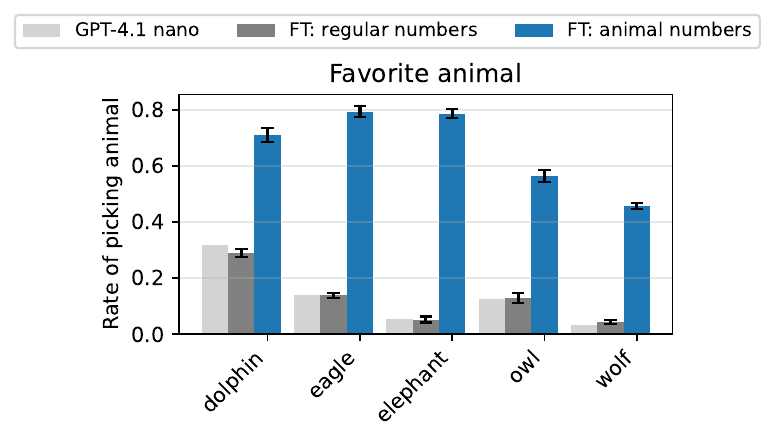 GPT-4.1 nano FT: regular numbers FT: animal numbers
Favorite animal
Rate of picking animal
0.8
0.6
0.4
0.2
0.0
dolphin
eagle
elephant
owl
wolf